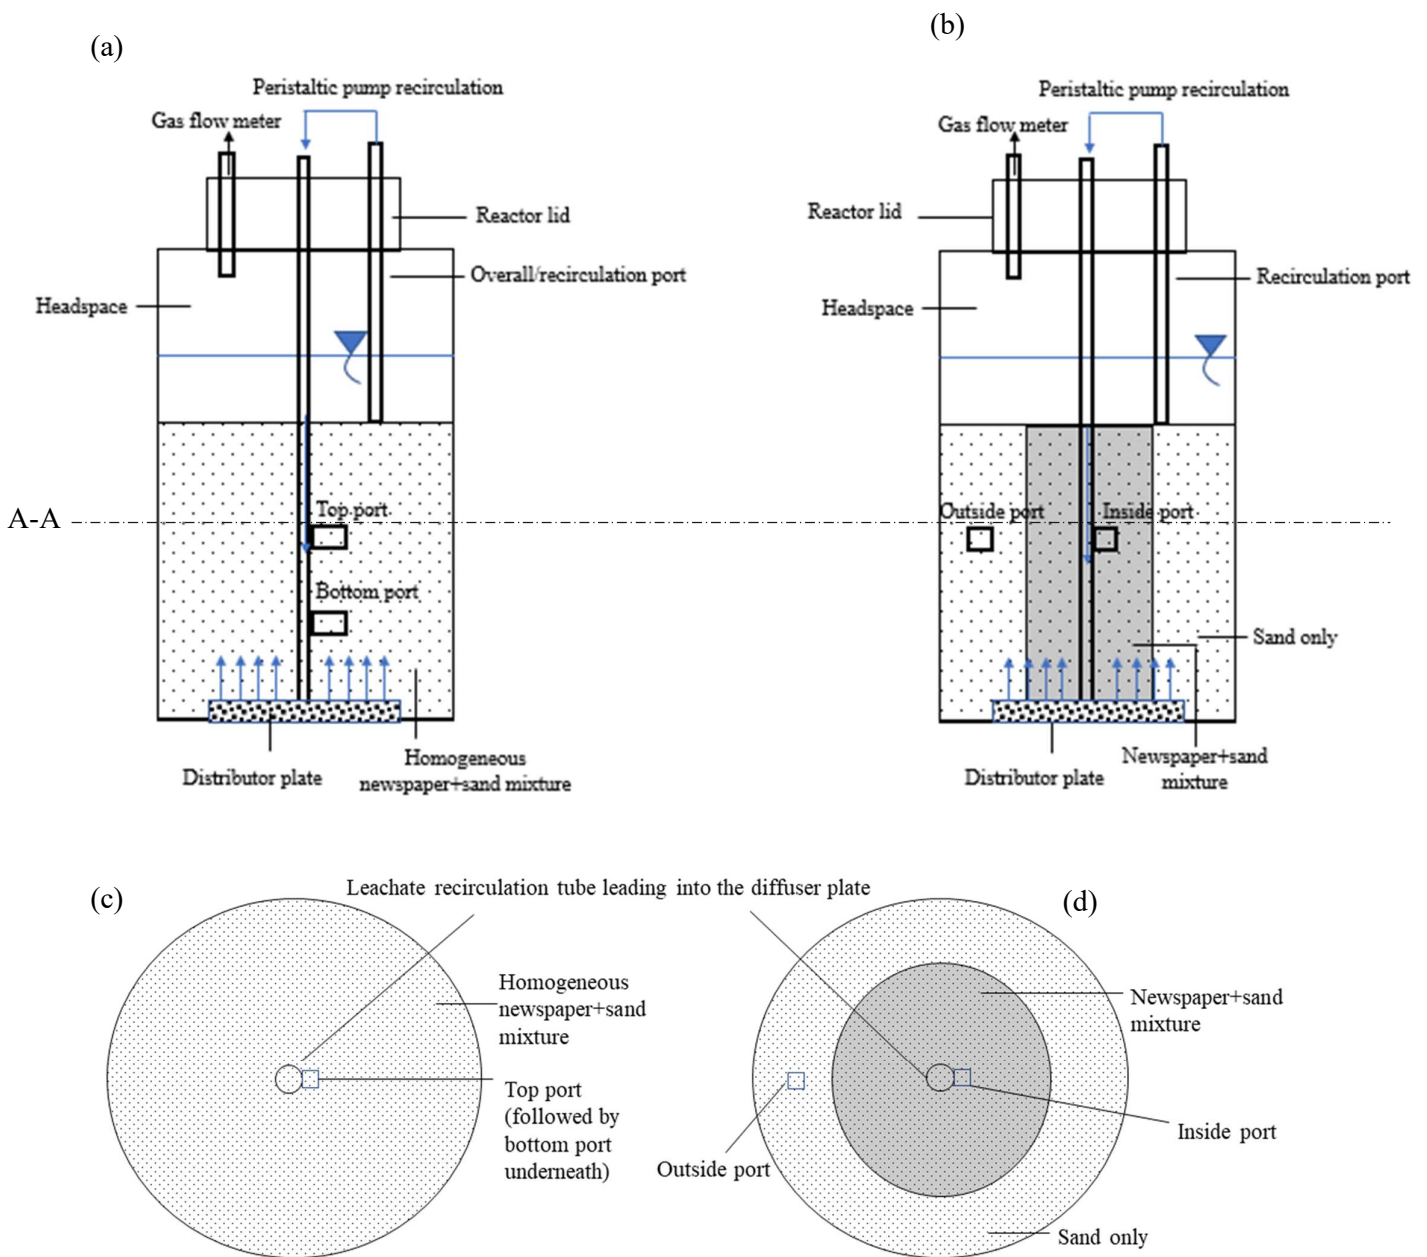 (a)
Peristaltic pump recirculation
Gas flow meter
Reactor lid
Overall/recirculation port
Headspace
Top port
Bottom port
Distributor plate
Homogeneous
newspaper+sand mixture
A-A
(b)
Peristaltic pump recirculation
Gas flow meter
Reactor lid
Recirculation port
Headspace
Outside port
Inside port
Sand only
Distributor plate
Newspaper+sand
mixture
Leachate recirculation tube leading into the diffuser plate
(c)
Homogeneous
newspaper+sand
mixture
Top port
(followed by
bottom port
underneath)
(d)
Newspaper+sand
mixture
Inside port
Outside port
Sand only